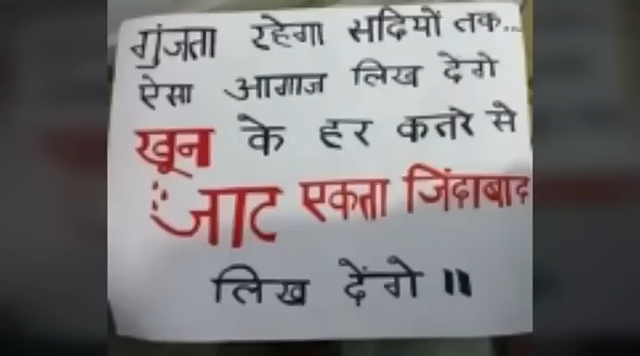 गुंजता रहेगा सदियों तक...
ऐसा आगाज लिख देगे
खून के हर कतरे से
जाट एकता जिंदाबाद
लिख देंगे ॥